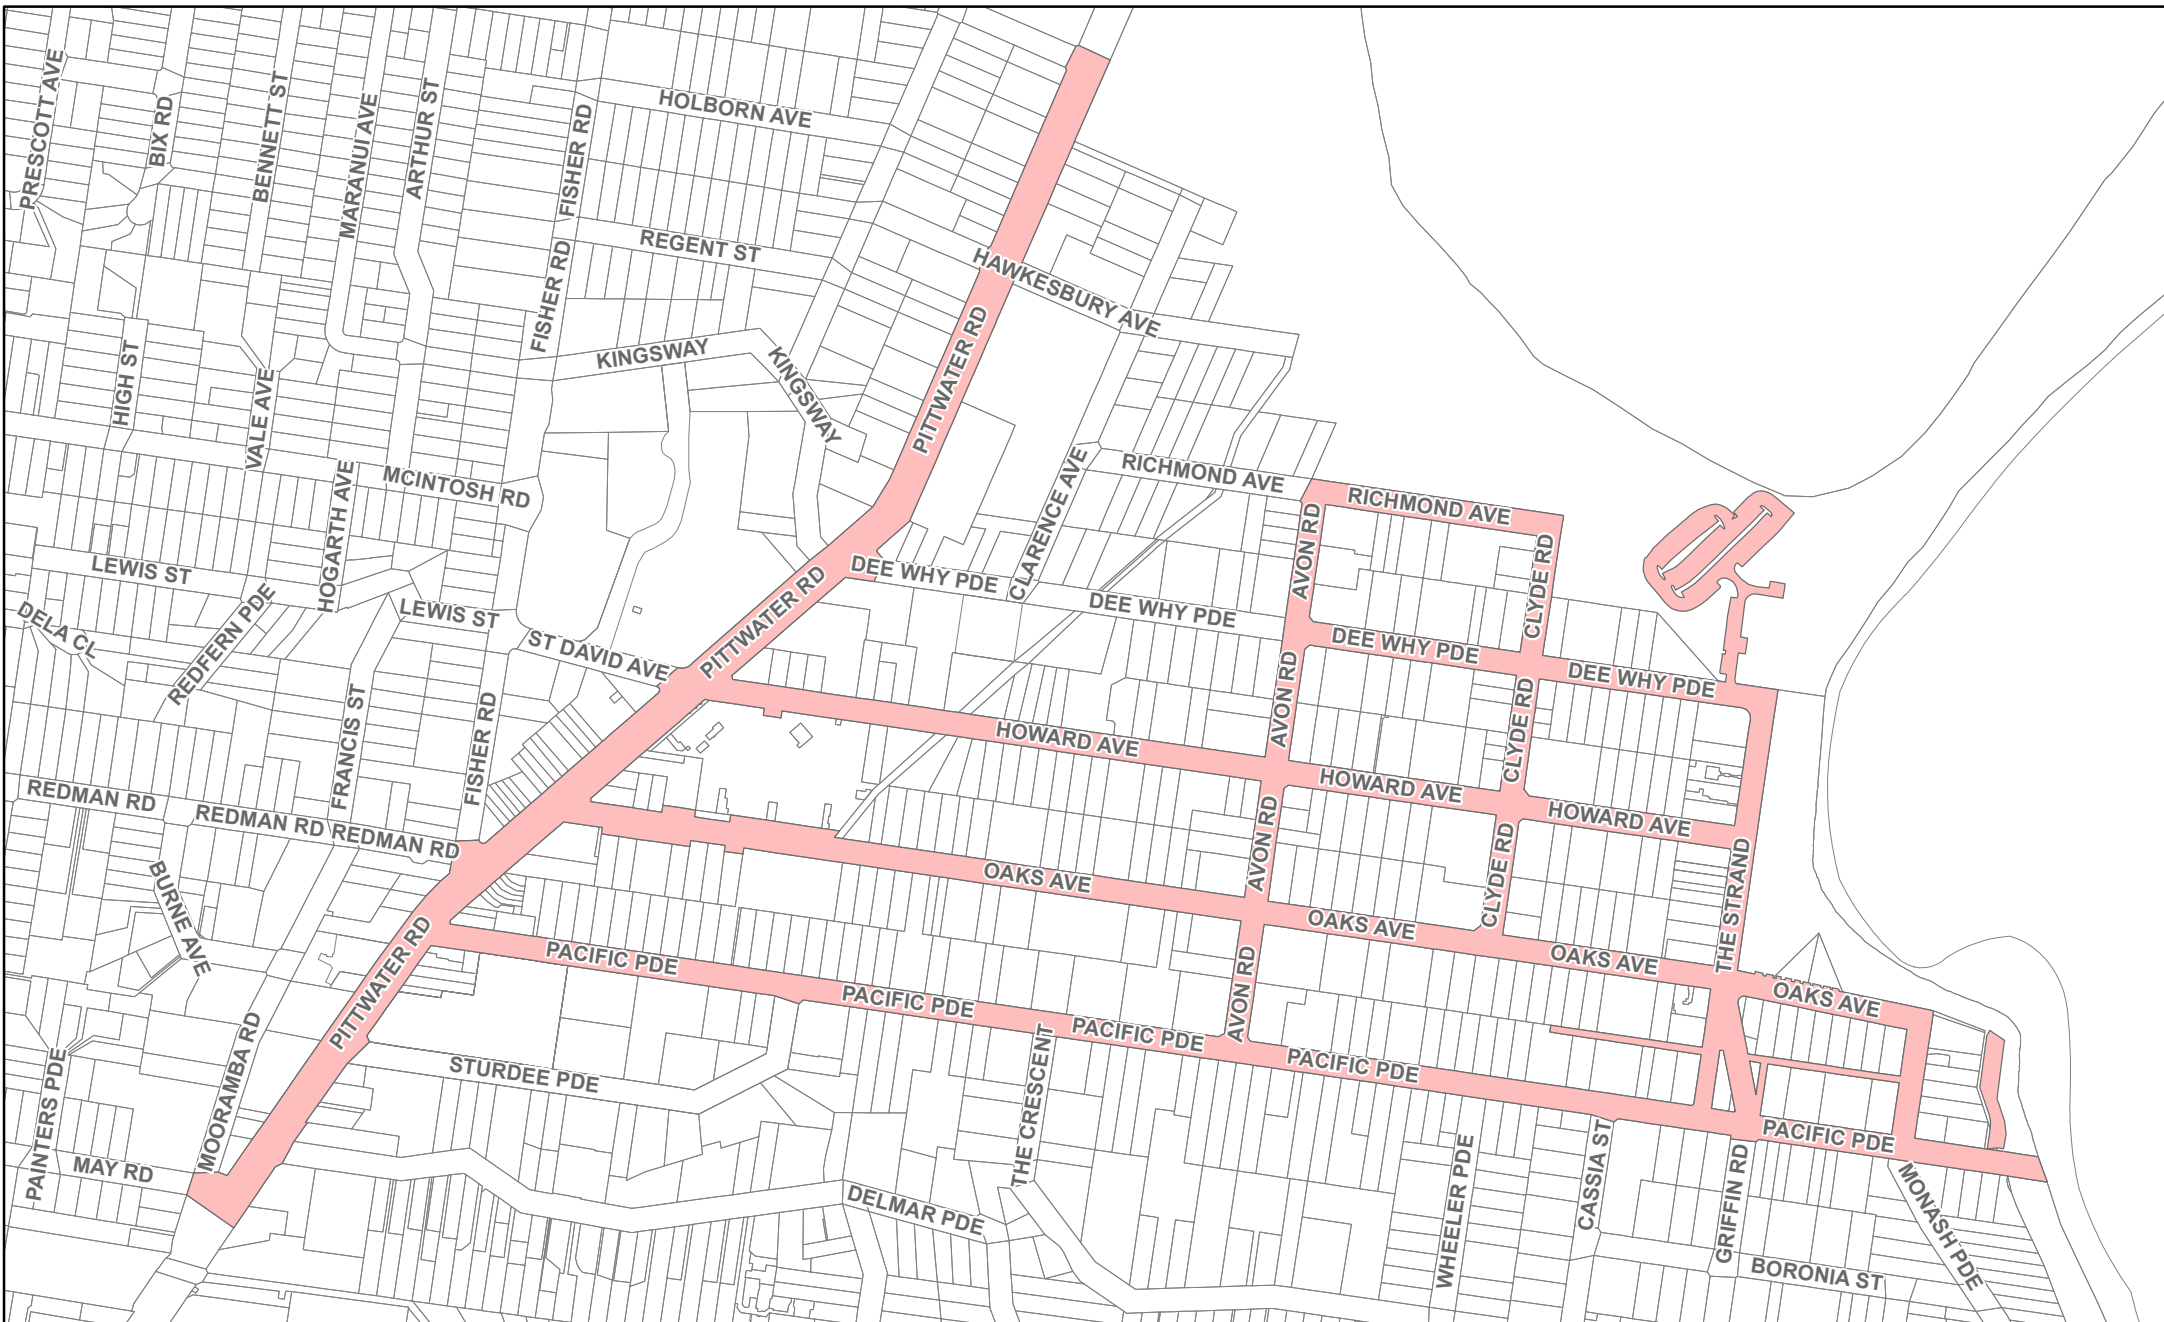 PRESCOTT AVE
BIX RD
BENNETT ST
MARANUI AVE
ARTHUR ST
FISHER RD
HOLBORN AVE
FISHER RD
REGENT ST
HAWKESBURY AVE
HIGH ST
VALE AVE
KINGSWAY
KINGSWAY
PITTWATER RD
HOGARTH AVE
MCINTOSH RD
CLARENCE AVE
RICHMOND AVE
RICHMOND AVE
AVON RD
CLYDE RD
LEWIS ST
DELA CL
REDFERN PDE
LEWIS ST
ST DAVID AVE
PITTWATER RD
DEE WHY PDE
DEE WHY PDE
DEE WHY PDE
DEE WHY PDE
FRANCIS ST
FISHER RD
HOWARD AVE
AVON RD
CLYDE RD
HOWARD AVE
HOWARD AVE
REDMAN RD
REDMAN RD
REDMAN RD
BURNE AVE
OAKS AVE
AVON RD
CLYDE RD
THE STRAND
OAKS AVE
OAKS AVE
OAKS AVE
PITTWATER RD
PACIFIC PDE
PACIFIC PDE
PACIFIC PDE
AVON RD
PACIFIC PDE
PACIFIC PDE
PAINTERS PDE
MAY RD
MOORAMBA RD
STURDEE PDE
THE CRESCENT
DELMAR PDE
WHEELER PDE
CASSIA ST
GRIFFIN RD
MONASH PDE
BORONIA ST